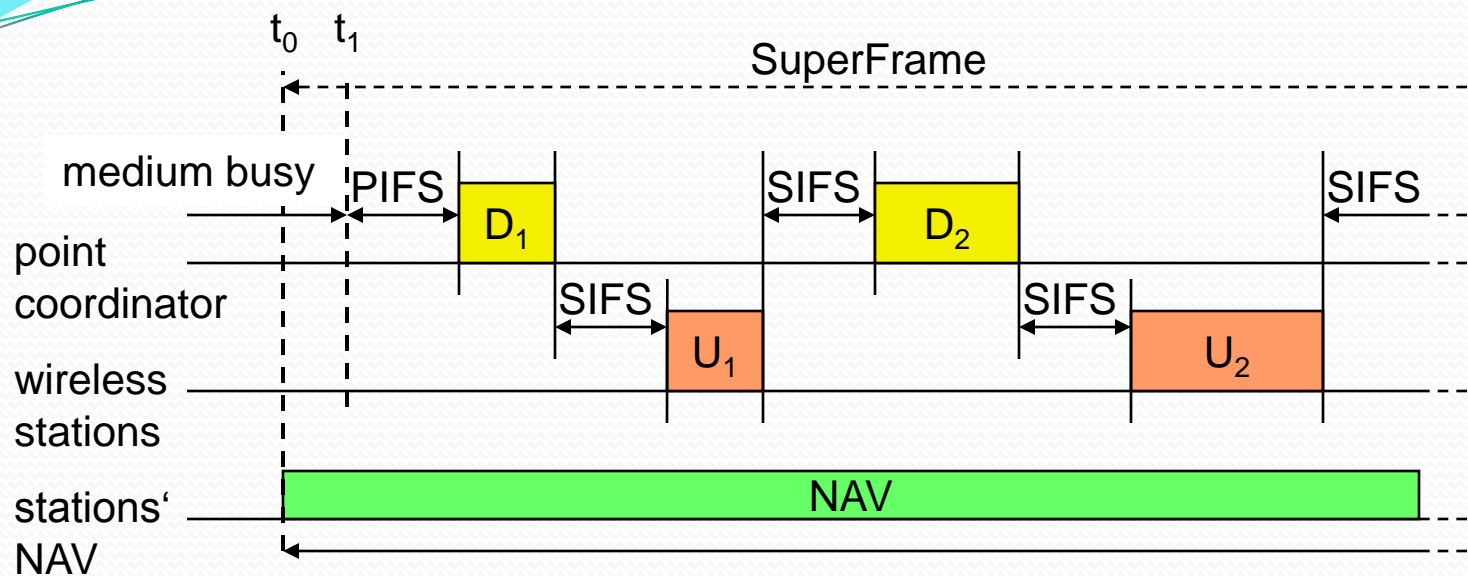 t0 t1
SuperFrame
medium busy
PIFS
D1
SIFS
D2
SIFS
point
coordinator
SIFS
U1
SIFS
U2
wireless
stations
stations‘
NAV
NAV